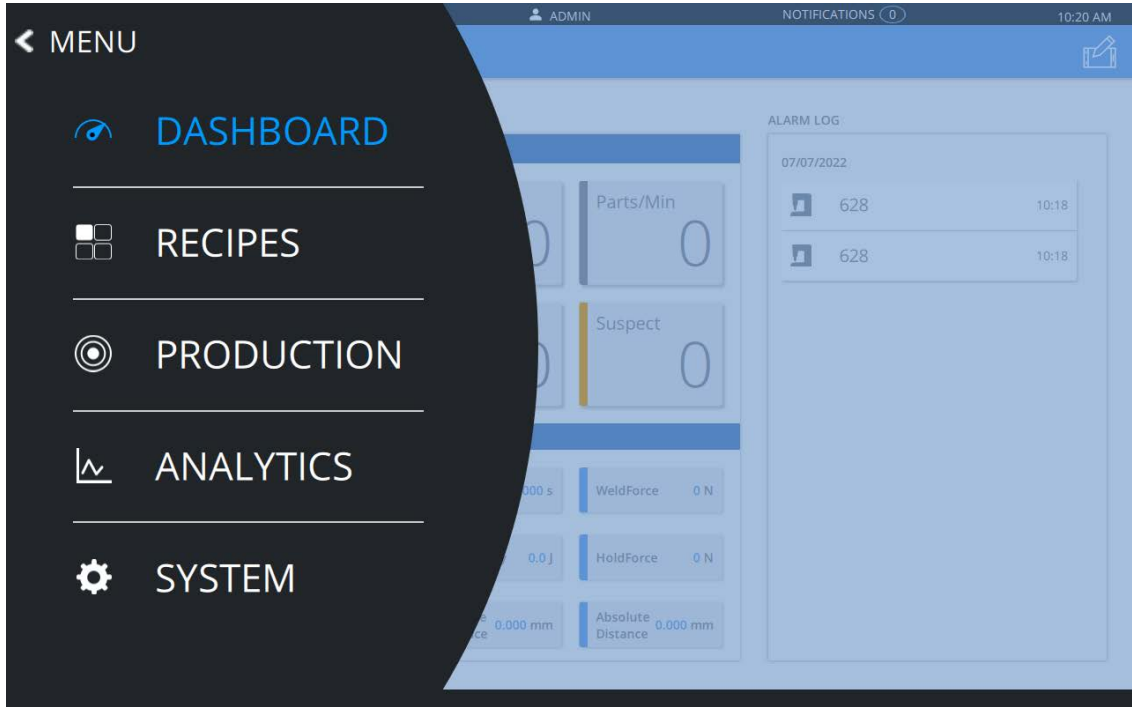 ADMIN
NOTIFICATIONS 0
10:20 AM
MENU
DASHBOARD
RECIPES
PRODUCTION
ANALYTICS
SYSTEM
Parts/Min
0
0
Suspect
0
0
000 s
WeldForce 0 N
0.0 J
HoldForce 0 N
0.000 mm
Absolute
Distance 0.000 mm
ALARM LOG
07/07/2022
628 10:18
628 10:18